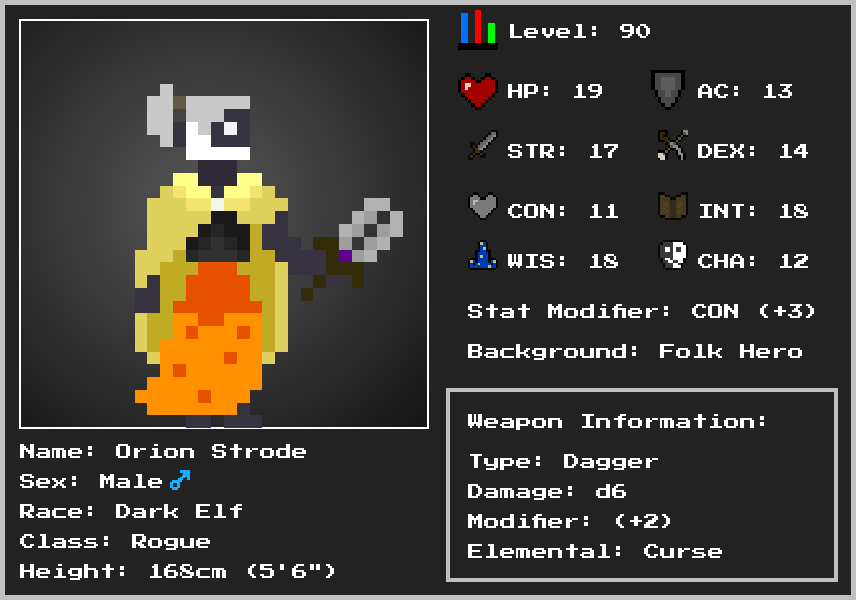 Level: 90
HP: 19 AC: 13
STR: 17 DEX: 14
CON: 11 INT: 18
WIS: 18 CHA: 12
Stat Modifier: CON (+3)
Background: Folk Hero
Weapon Information:
Type: Dagger
Damage: d6
Modifier: (+2)
Elemental: Curse
Name: Orion Strode
Sex: Male♂
Race: Dark Elf
Class: Rogue
Height: 168cm (5'6")